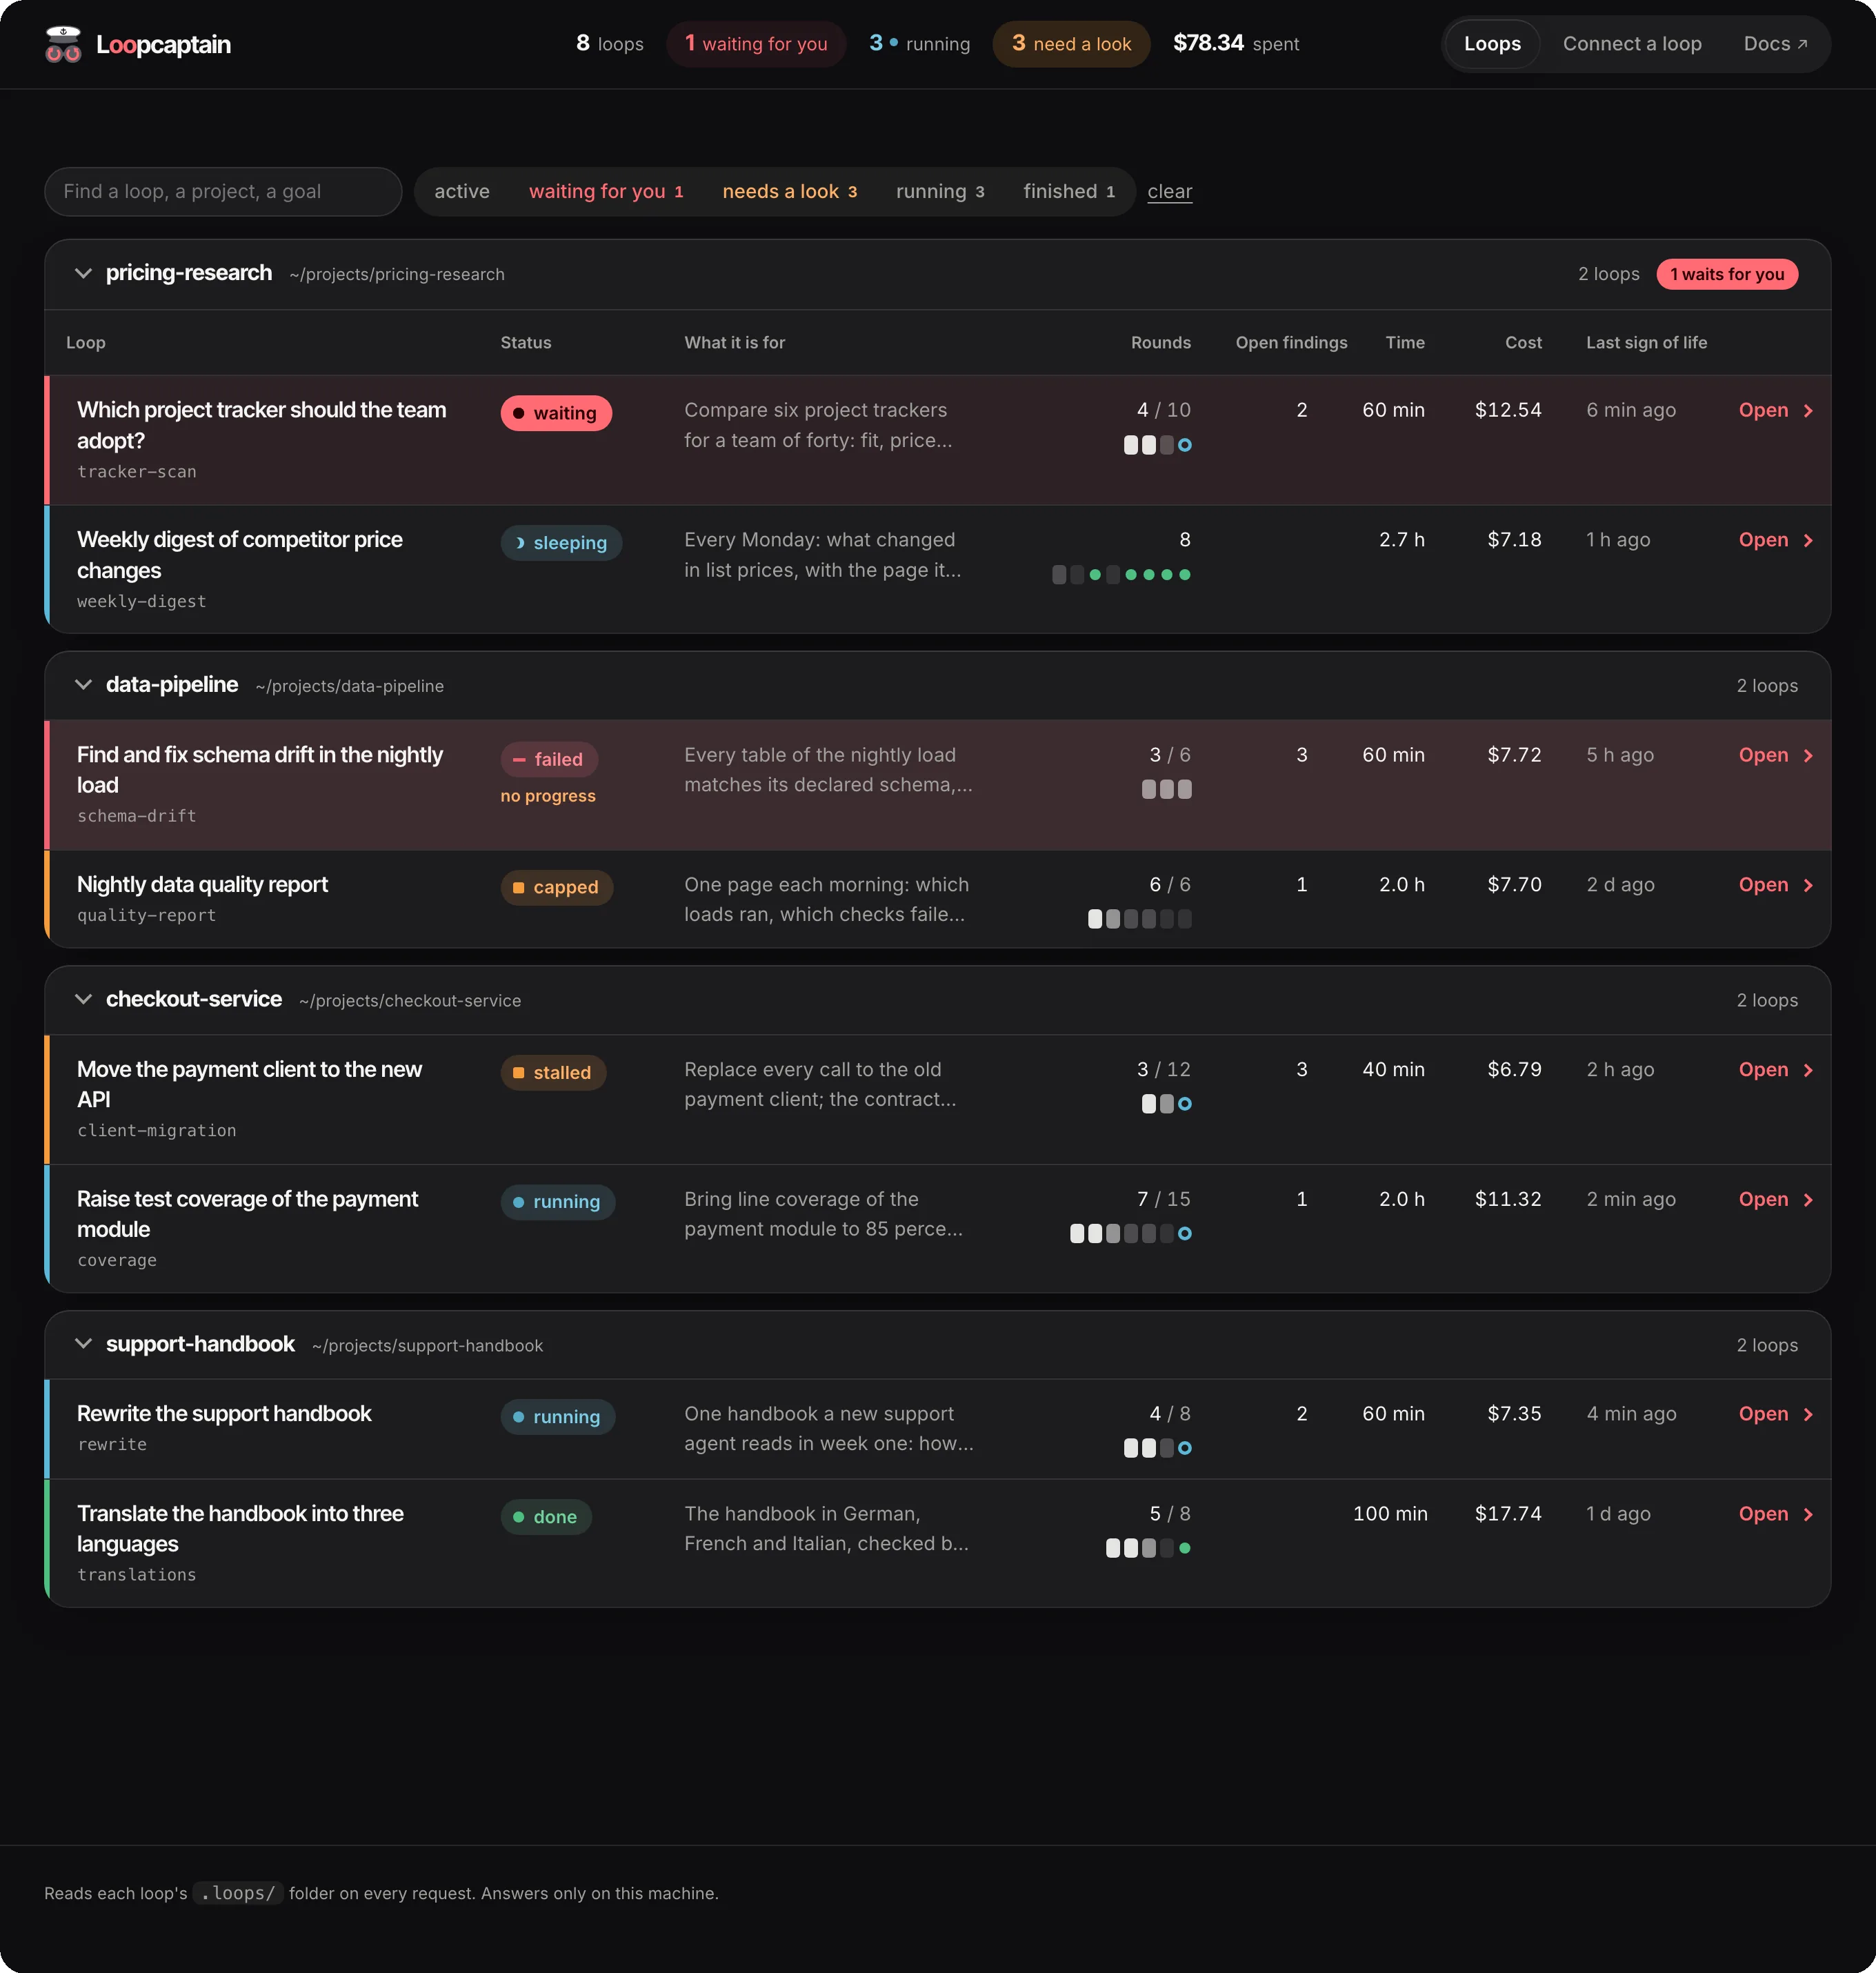 Loopcaptain
8 loops
1 waiting for you
3 running
3 need a look
$78.34 spent
Loops
Connect a loop
Docs ↗
Find a loop, a project, a goal
active
waiting for you 1
needs a look 3
running 3
finished 1
clear
pricing-research ~/projects/pricing-research
2 loops
1 waits for you
Loop Status What it is for Rounds Open findings Time Cost Last sign of life
Which project tracker should the team
adopt?
tracker-scan
waiting
Compare six project trackers
for a team of forty: fit, price...
4 / 10
2
60 min
$12.54
6 min ago
Open
Weekly digest of competitor price
changes
weekly-digest
sleeping
Every Monday: what changed
in list prices, with the page it...
8
2.7 h
$7.18
1 h ago
Open
data-pipeline ~/projects/data-pipeline
2 loops
Find and fix schema drift in the nightly
load
schema-drift
failed
no progress
Every table of the nightly load
matches its declared schema,...
3 / 6
3
60 min
$7.72
5 h ago
Open
Nightly data quality report
quality-report
capped
One page each morning: which
loads ran, which checks faile...
6 / 6
1
2.0 h
$7.70
2 d ago
Open
checkout-service ~/projects/checkout-service
2 loops
Move the payment client to the new
API
client-migration
stalled
Replace every call to the old
payment client; the contract...
3 / 12
3
40 min
$6.79
2 h ago
Open
Raise test coverage of the payment
module
coverage
running
Bring line coverage of the
payment module to 85 perce...
7 / 15
1
2.0 h
$11.32
2 min ago
Open
support-handbook ~/projects/support-handbook
2 loops
Rewrite the support handbook
rewrite
running
One handbook a new support
agent reads in week one: how...
4 / 8
2
60 min
$7.35
4 min ago
Open
Translate the handbook into three
languages
translations
done
The handbook in German,
French and Italian, checked b...
5 / 8
100 min
$17.74
1 d ago
Open
Reads each loop's .loops/ folder on every request. Answers only on this machine.